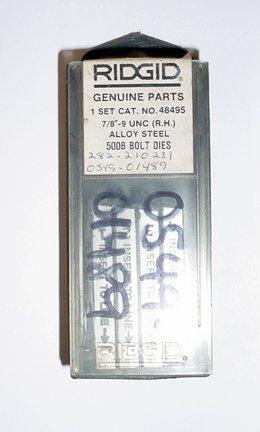 RIDGID®
GENUINE PARTS
1 SET CAT. NO. 48495
7/8"-9 UNC (R.H.)
ALLOY STEEL
500B BOLT DIES
282-210231
0549-01489
0549
01489
RIDGID